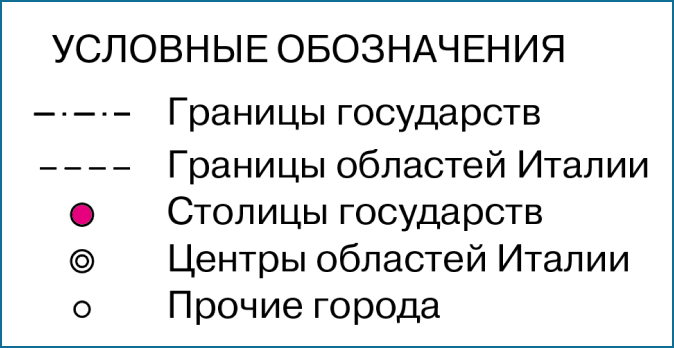 УСЛОВНЫЕ ОБОЗНАЧЕНИЯ
Границы государств
Границы областей Италии
Столицы государств
Центры областей Италии
Прочие города